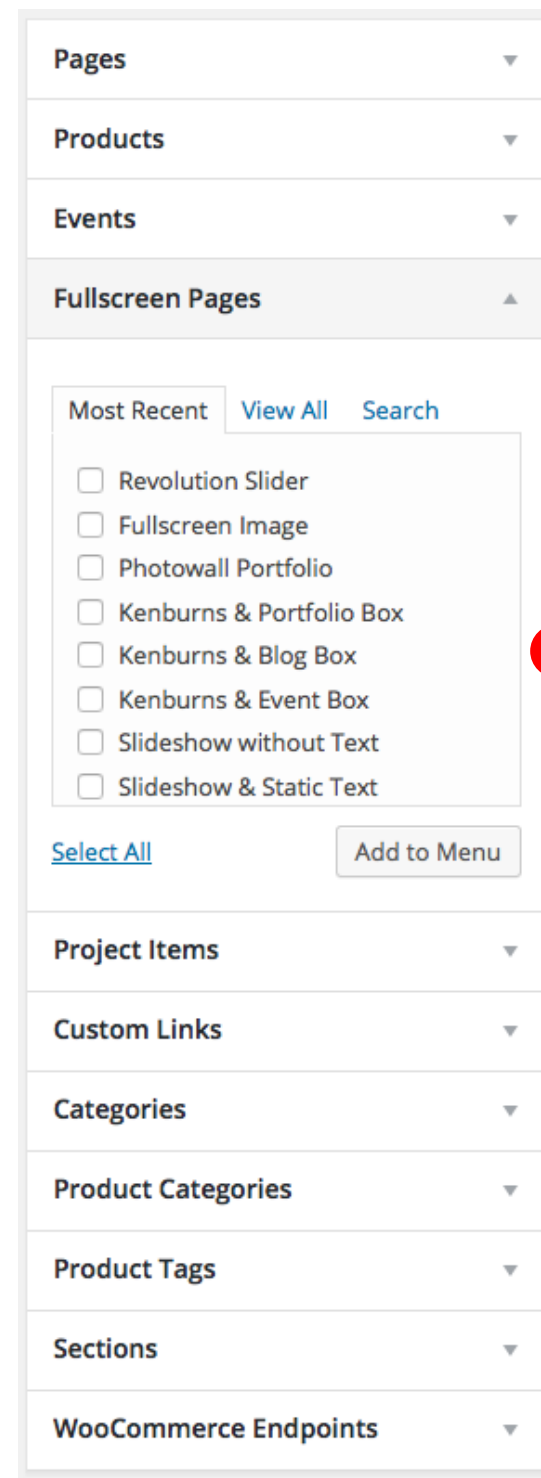 Pages
Products
Events
Fullscreen Pages
Most Recent View All Search
Revolution Slider
Fullscreen Image
Photowall Portfolio
Kenburns & Portfolio Box
Kenburns & Blog Box
Kenburns & Event Box
Slideshow without Text
Slideshow & Static Text
Select All Add to Menu
Project Items
Custom Links
Categories
Product Categories
Product Tags
Sections
WooCommerce Endpoints